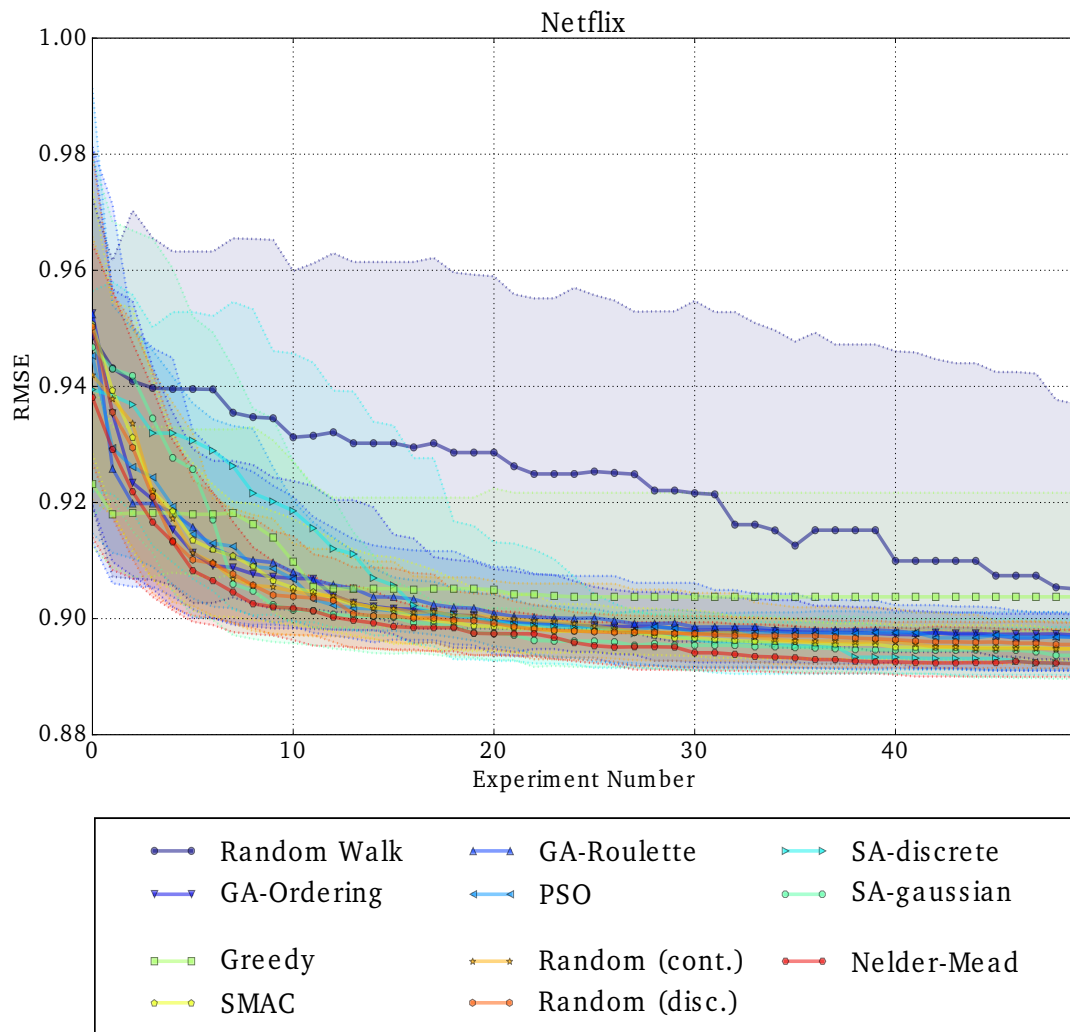 Netflix
1.00
0.98
0.96
0.94
0.92
0.90
0.88
RMSE
0 10 20 30 40
Experiment Number
Random Walk GA-Roulette SA-discrete
GA-Ordering PSO SA-gaussian
Greedy Random (cont.) Nelder-Mead
SMAC Random (disc.)